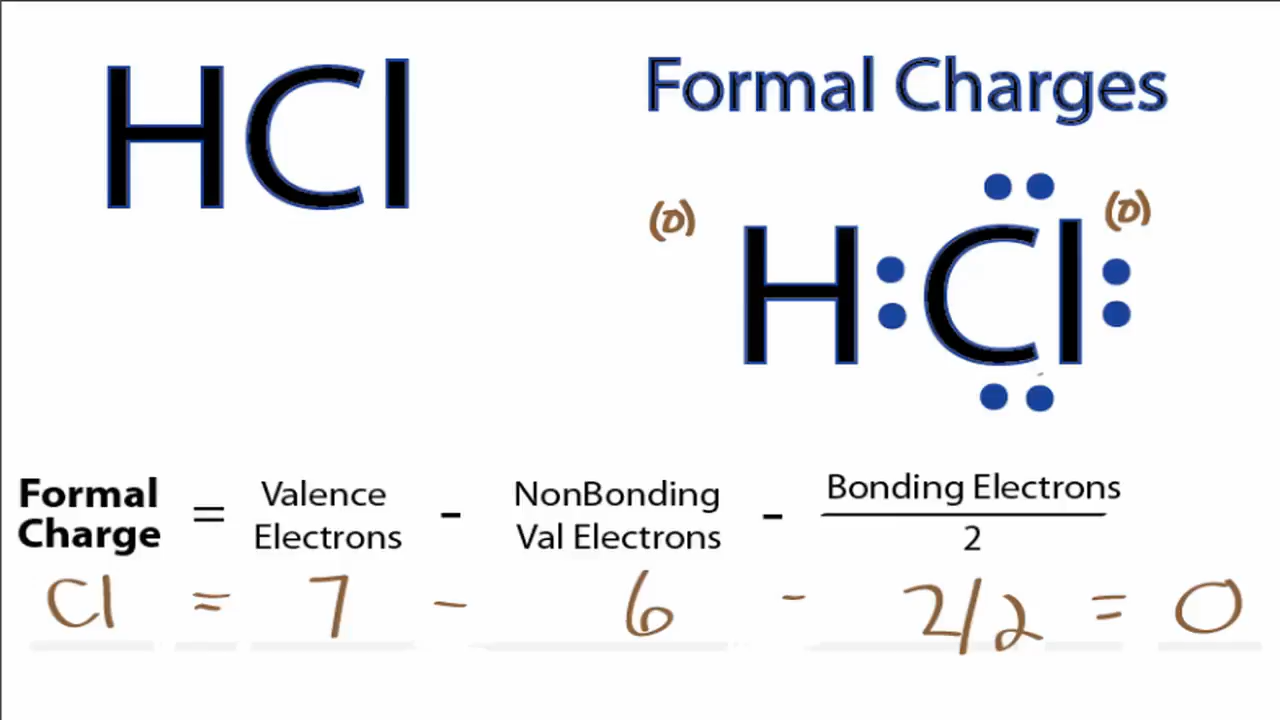 HCl
Formal Charges
(0) H Cl (0)
Formal Charge = Valence Electrons - NonBonding Val Electrons - Bonding Electrons / 2
Cl = 7 - 6 - 2/2 = 0